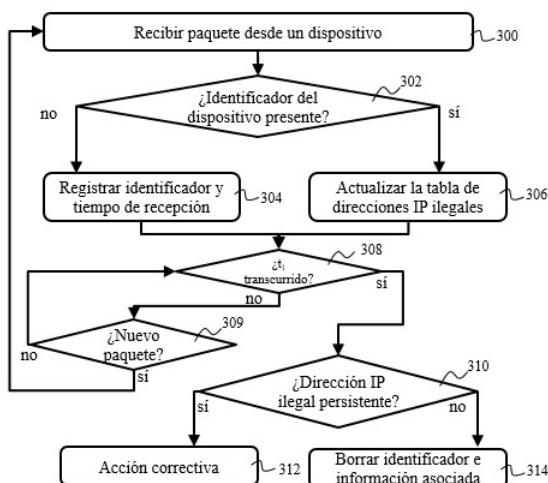 Recibir paquete desde un dispositivo
300
¿Identificador del
dispositivo presente?
302
no
sí
Registrar identificador y
tiempo de recepción
304
Actualizar la tabla de
direcciones IP ilegales
306
¿t₁
transcurrido?
308
no
sí
¿Nuevo
paquete?
309
no
sí
¿Dirección IP
ilegal persistente?
310
sí
no
Acción correctiva
312
Borrar identificador e
información asociada
314